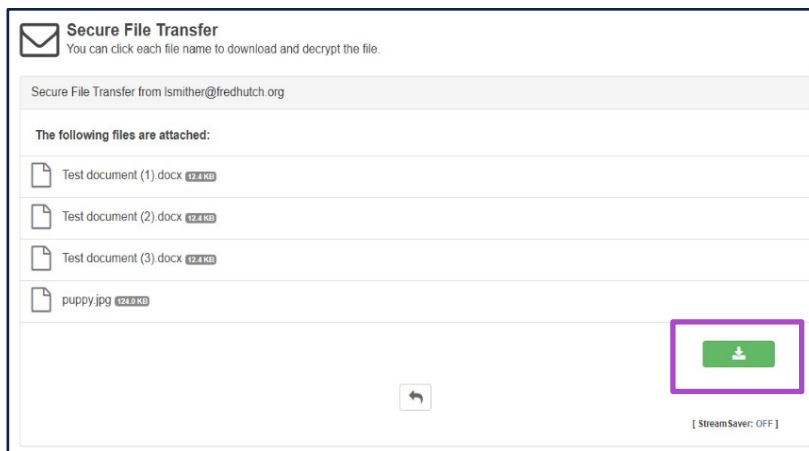 Secure File Transfer
You can click each file name to download and decrypt the file.
Secure File Transfer from lsmither@fredhutch.org
The following files are attached:
Test document (1).docx 12.4 KB
Test document (2).docx 12.4 KB
Test document (3).docx 12.4 KB
puppy.jpg 124.0 KB
[ StreamSaver: OFF ]